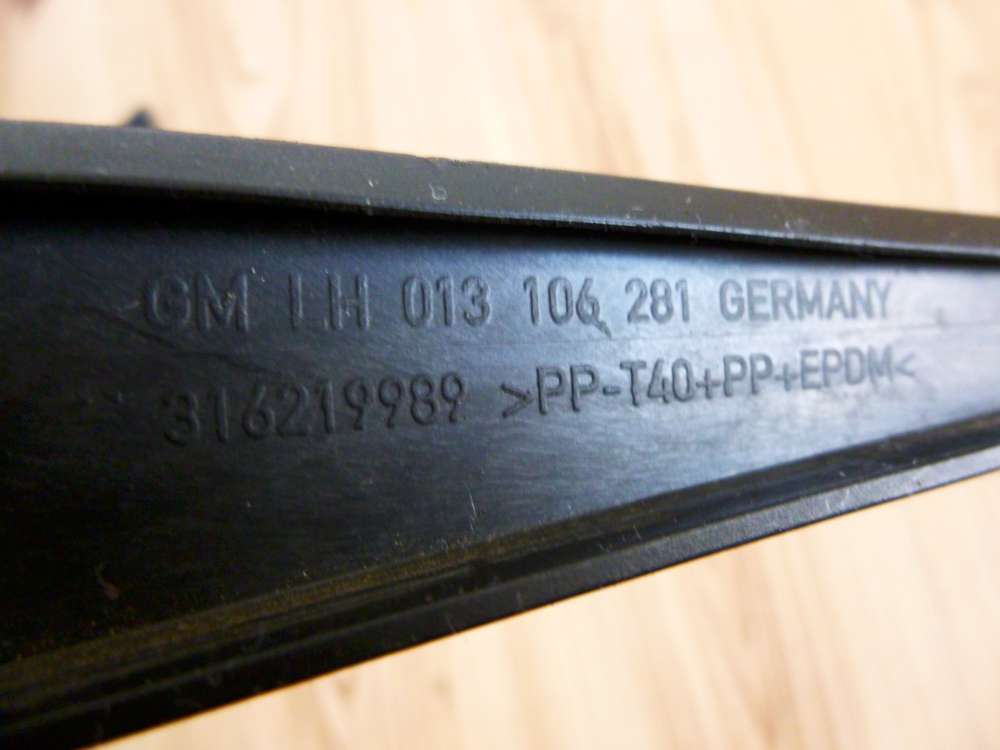 GM LH 013 106 281 GERMANY
316219989 >PP-T40+PP+EPDM<